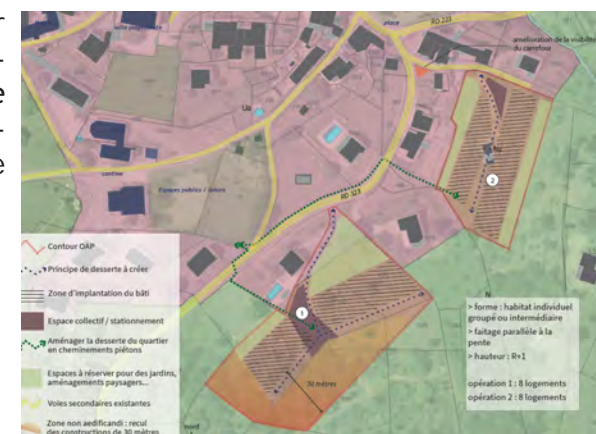 place
RD 223
amelioration de la visibilité
du carrefour
Ua
cantine
Espaces publics / loisirs
RD 323
2
1
30 mètres
nord
N
Contour OAP
Principe de desserte à créer
Zone d'implantation du bâti
Espace collectif / stationnement
Aménager la desserte du quartier
en cheminements piétons
Espaces à réserver pour des jardins,
aménagements paysagers...
Voies secondaires existantes
Zone non aedificandi : recul
des constructions de 30 mètres
> forme : habitat individuel
groupé ou intermédiaire
> faitage parallèle à la
pente
> hauteur : R+1
opération 1 : 8 logements
opération 2 : 8 logements